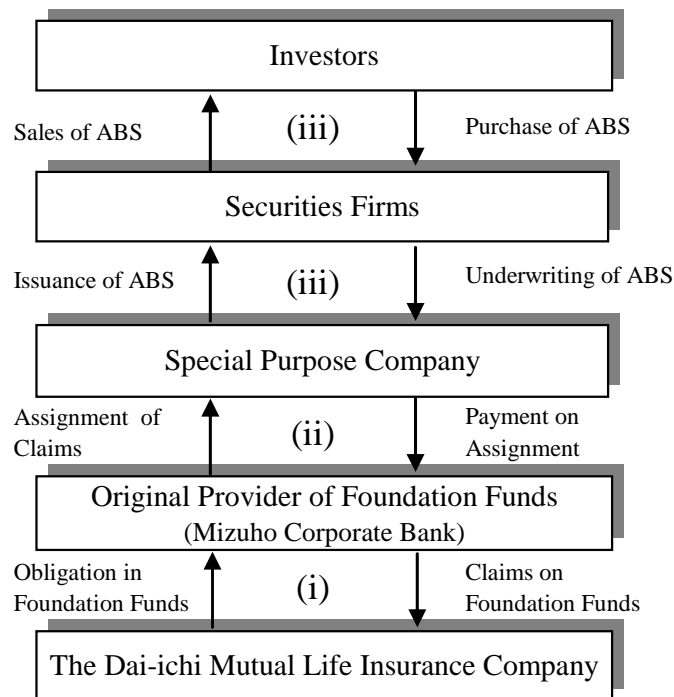 Investors
Sales of ABS
(iii)
Purchase of ABS
Securities Firms
Issuance of ABS
(iii)
Underwriting of ABS
Special Purpose Company
Assignment of
Claims
(ii)
Payment on
Assignment
Original Provider of Foundation Funds
(Mizuho Corporate Bank)
Obligation in
Foundation Funds
(i)
Claims on
Foundation Funds
The Dai-ichi Mutual Life Insurance Company